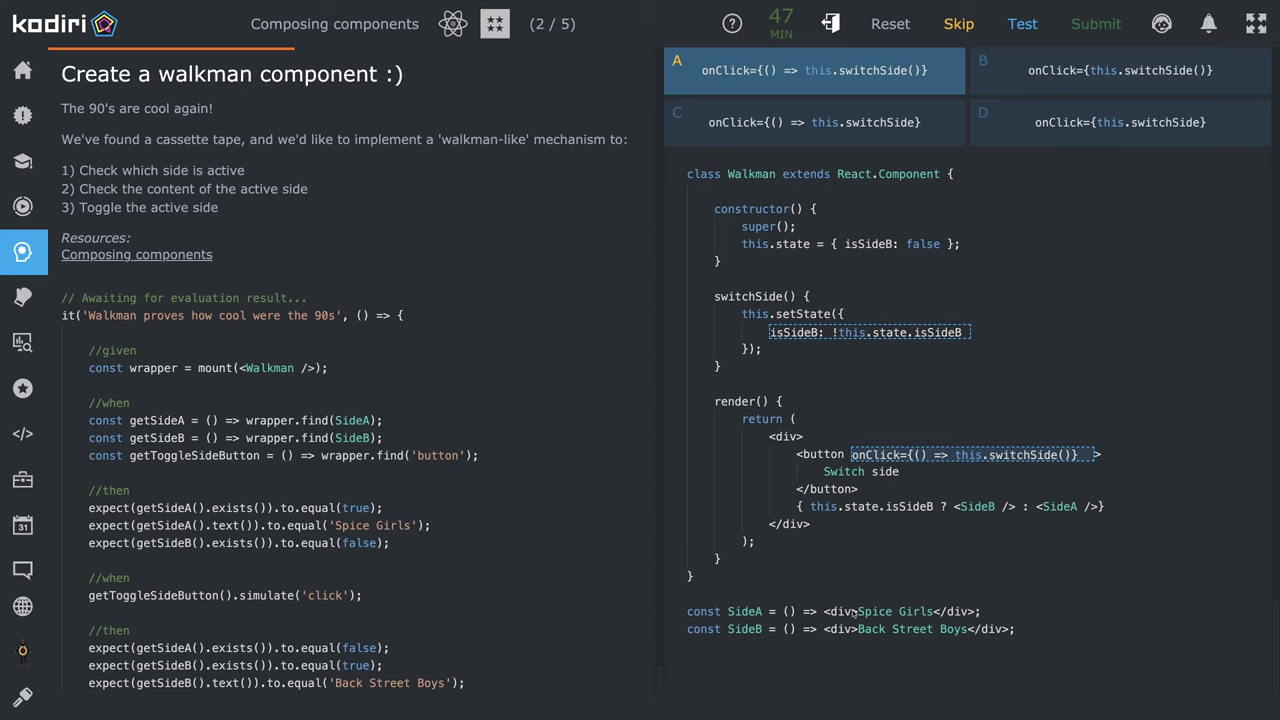 kodiri
Composing components
(2 / 5)
47
MIN
Reset
Skip
Test
Submit
Create a walkman component :)
The 90's are cool again!
We've found a cassette tape, and we'd like to implement a 'walkman-like' mechanism to:
1) Check which side is active
2) Check the content of the active side
3) Toggle the active side
Resources:
Composing components
// Awaiting for evaluation result...
it('Walkman proves how cool were the 90s', () => {
//given
const wrapper = mount(<Walkman />);
//when
const getSideA = () => wrapper.find(SideA);
const getSideB = () => wrapper.find(SideB);
const getToggleSideButton = () => wrapper.find('button');
//then
expect(getSideA().exists()).to.equal(true);
expect(getSideA().text()).to.equal('Spice Girls');
expect(getSideB().exists()).to.equal(false);
//when
getToggleSideButton().simulate('click');
//then
expect(getSideA().exists()).to.equal(false);
expect(getSideB().exists()).to.equal(true);
expect(getSideB().text()).to.equal('Back Street Boys');
31
A
onClick={() => this.switchSide()}
B
onClick={this.switchSide()}
C
onClick={() => this.switchSide}
D
onClick={this.switchSide}
class Walkman extends React.Component {
constructor() {
super();
this.state = { isSideB: false };
}
switchSide() {
this.setState({
isSideB: !this.state.isSideB
});
}
render() {
return (
<div>
<button onClick={() => this.switchSide()} >
Switch side
</button>
{ this.state.isSideB ? <SideB /> : <SideA />}
</div>
);
}
}
const SideA = () => <div>Spice Girls</div>;
const SideB = () => <div>Back Street Boys</div>;